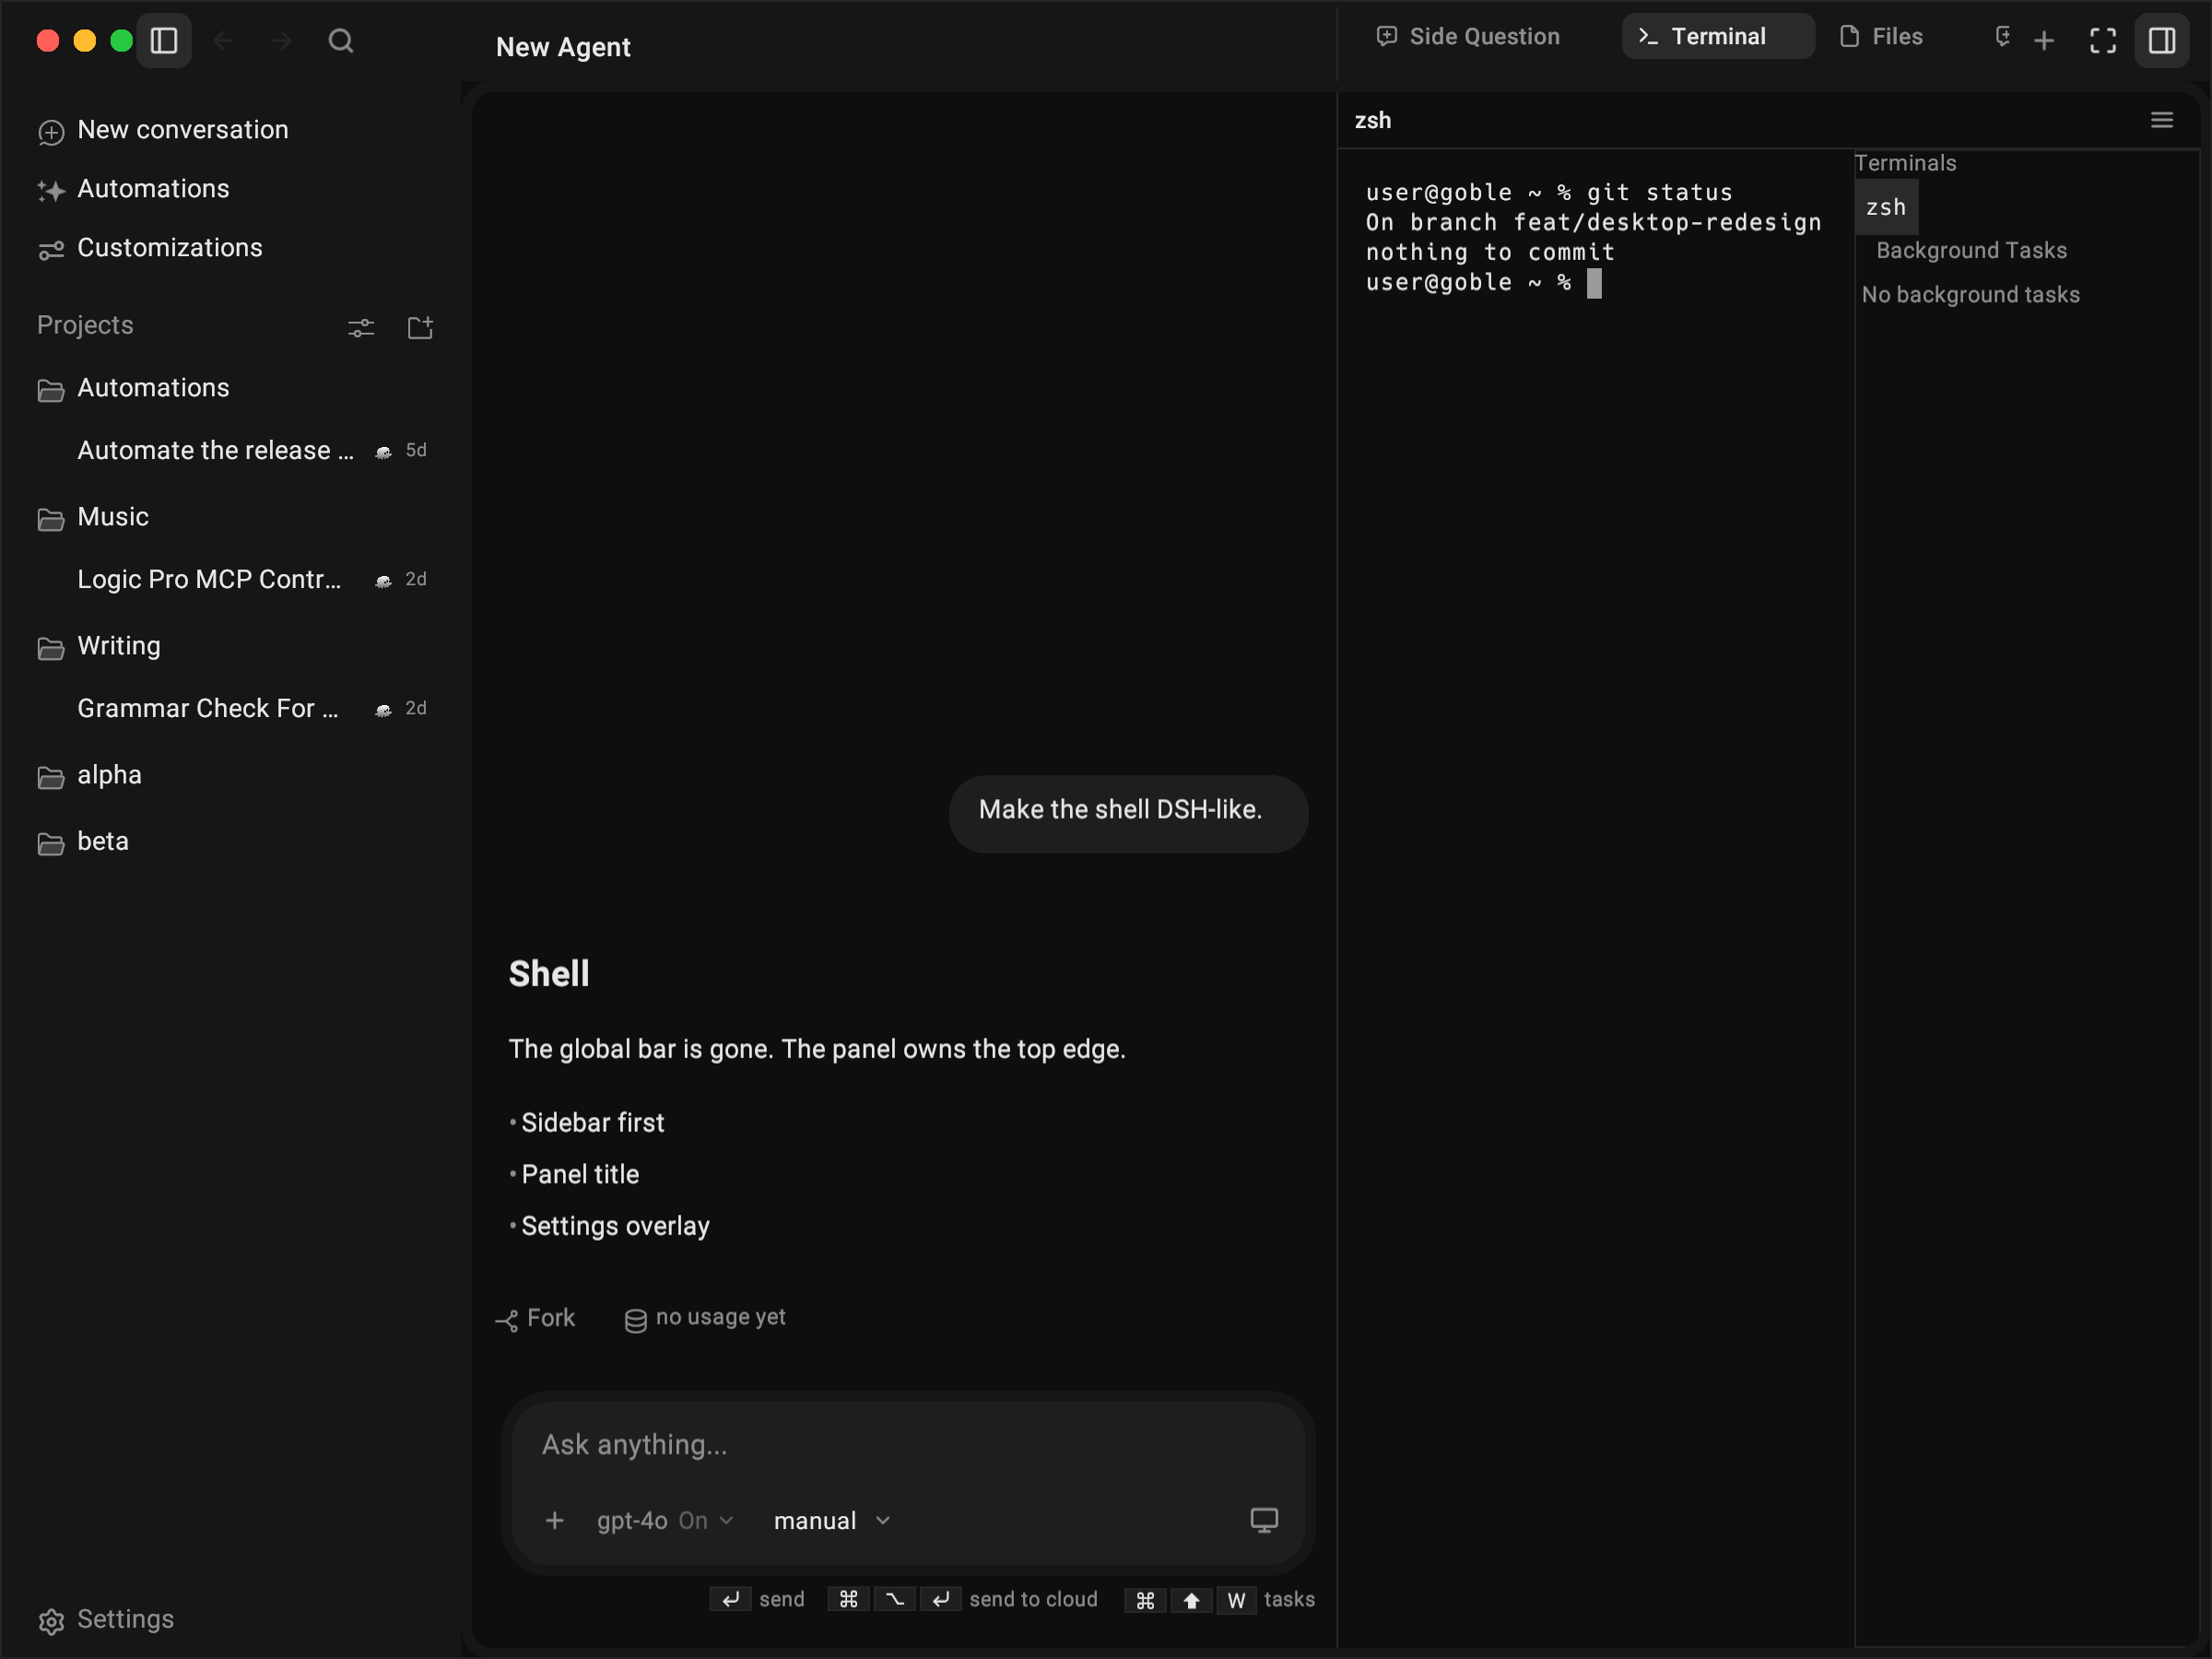 New Agent
Side Question
Terminal
Files
New conversation
Automations
Customizations
Projects
Automations
Automate the release ... 5d
Music
Logic Pro MCP Contr... 2d
Writing
Grammar Check For ... 2d
alpha
beta
Settings
Make the shell DSH-like.
Shell
The global bar is gone. The panel owns the top edge.
• Sidebar first
• Panel title
• Settings overlay
Fork no usage yet
Ask anything...
gpt-4o On manual
send send to cloud W tasks
zsh
user@goble ~ % git status
On branch feat/desktop-redesign
nothing to commit
user@goble ~ %
Terminals
zsh
Background Tasks
No background tasks